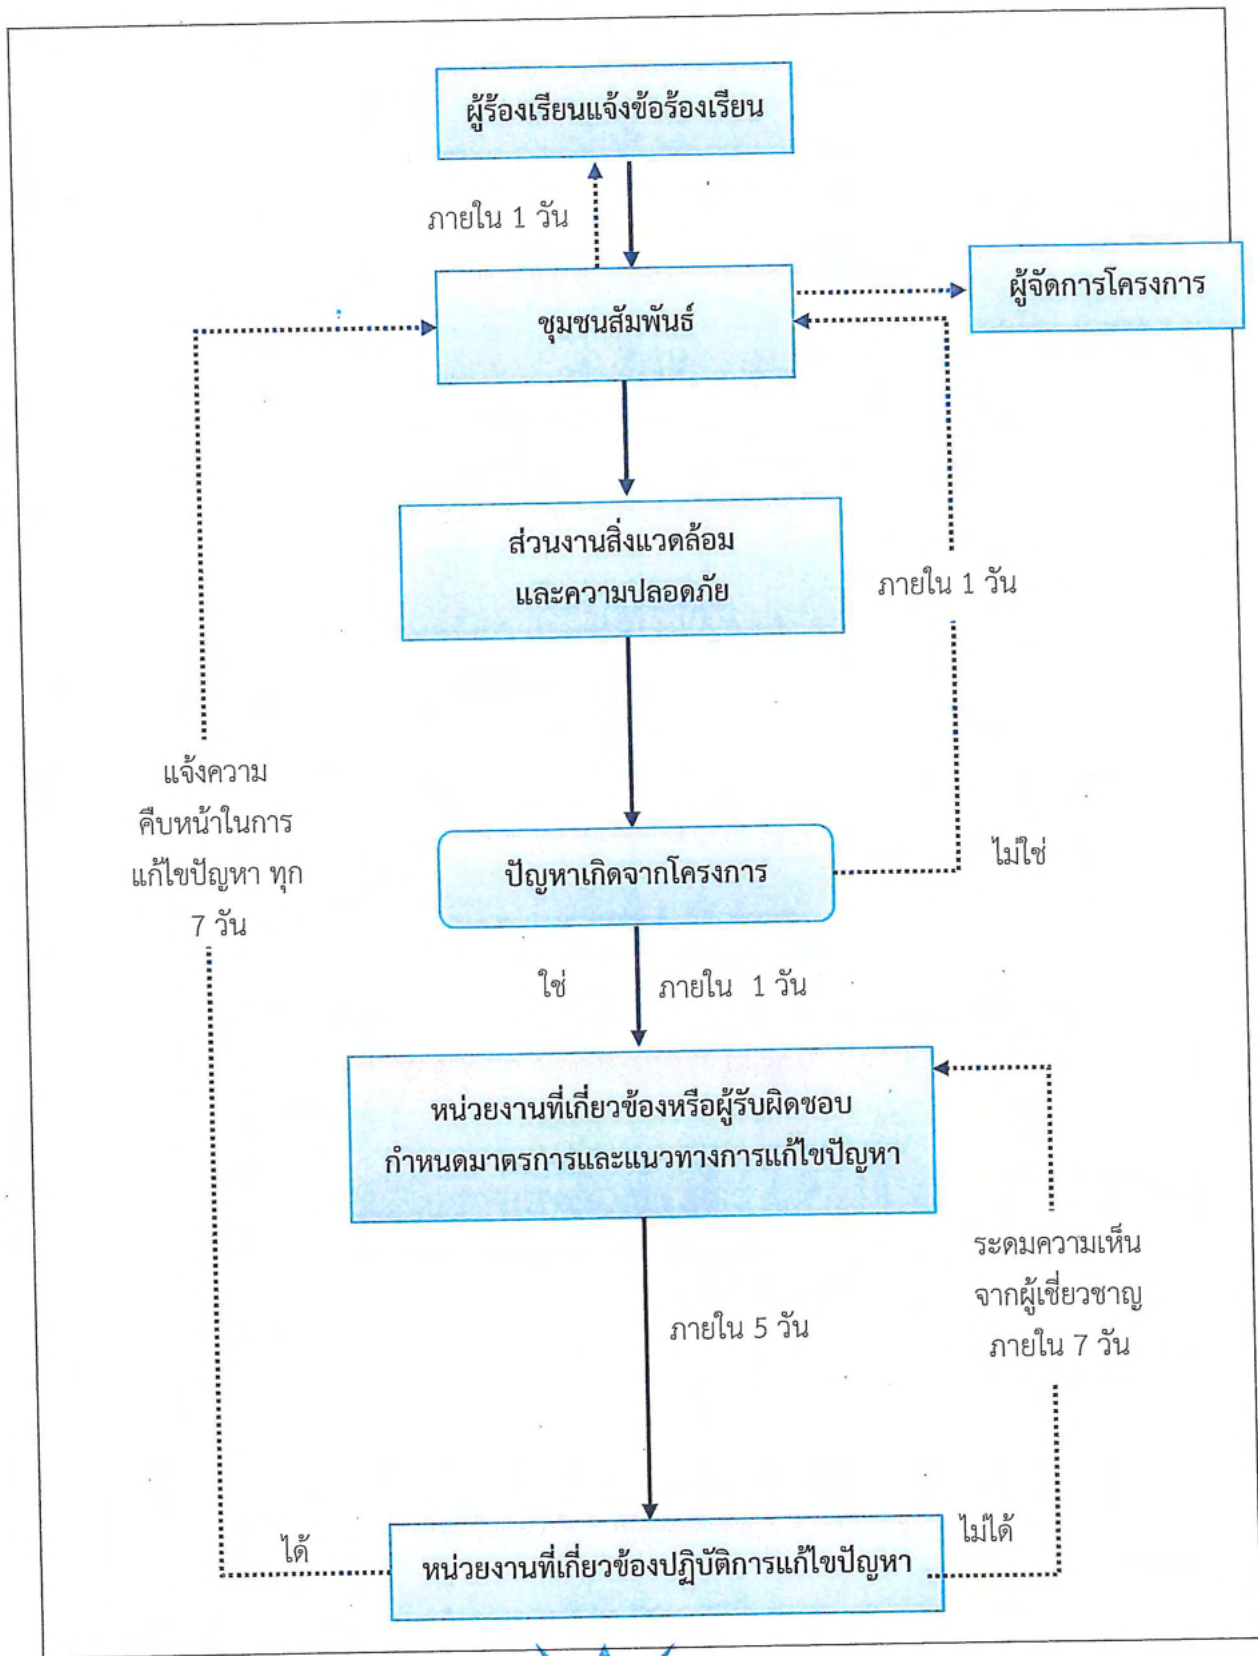 ผู้ร้องเรียนแจ้งข้อร้องเรียน
ภายใน 1 วัน
ผู้จัดการโครงการ
ชุมชนสัมพันธ์
ส่วนงานสิ่งแวดล้อม
และความปลอดภัย
ภายใน 1 วัน
แจ้งความ
คืบหน้าในการ
แก้ไขปัญหา ทุก
7 วัน
ปัญหาเกิดจากโครงการ
ไม่ใช่
ใช่
ภายใน 1 วัน
หน่วยงานที่เกี่ยวข้องหรือผู้รับผิดชอบ
กำหนดมาตรการและแนวทางการแก้ไขปัญหา
ระดมความเห็น
จากผู้เชี่ยวชาญ
ภายใน 7 วัน
ภายใน 5 วัน
ได้
หน่วยงานที่เกี่ยวข้องปฏิบัติการแก้ไขปัญหา
ไม่ได้